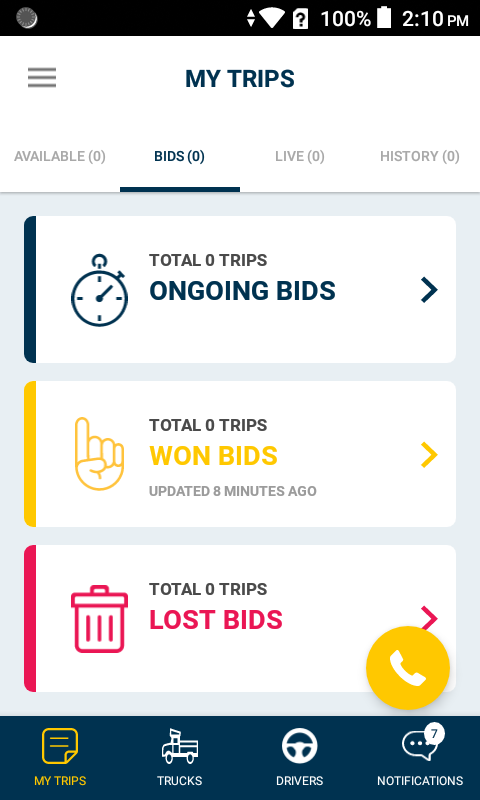 100% 2:10 PM
MY TRIPS
AVAILABLE (0) BIDS (0) LIVE (0) HISTORY (0)
TOTAL 0 TRIPS
ONGOING BIDS
TOTAL 0 TRIPS
WON BIDS
UPDATED 8 MINUTES AGO
TOTAL 0 TRIPS
LOST BIDS
7
MY TRIPS TRUCKS DRIVERS NOTIFICATIONS